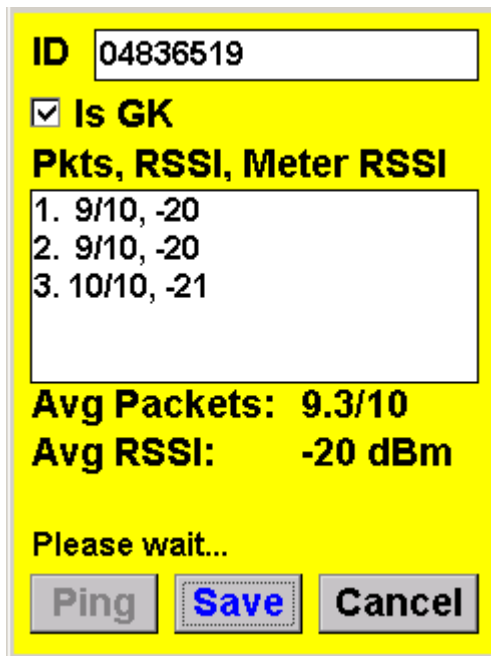 ID 04836519
Is GK
Pkts, RSSI, Meter RSSI
1. 9/10, -20
2. 9/10, -20
3. 10/10, -21
Avg Packets: 9.3/10
Avg RSSI: -20 dBm
Please wait...
Ping Save Cancel